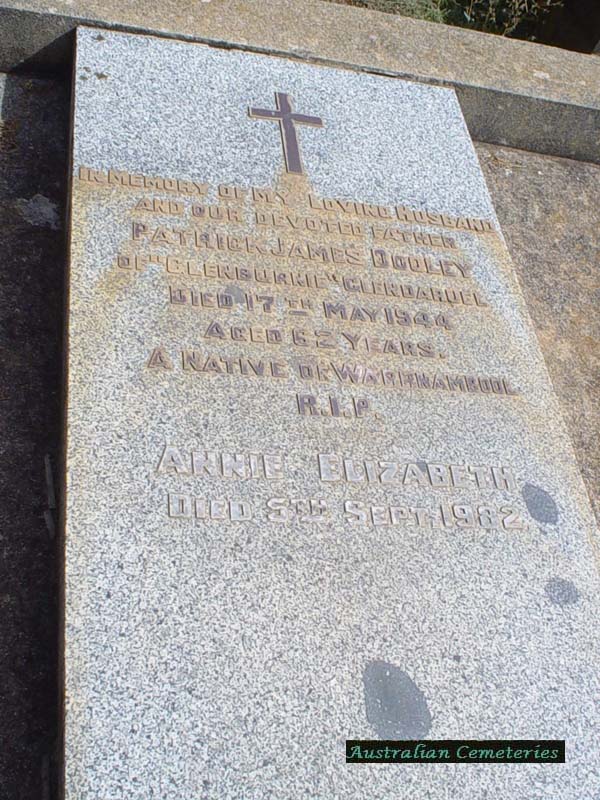 IN MEMORY OF MY LOVING HUSBAND
AND OUR DEVOTED FATHER
PATRICK JAMES DOOLEY
OF "GLENBURNIE" GLENDARUEL
DIED 17TH MAY 1944
AGED 62 YEARS.
A NATIVE OF WARRNAMBOOL
R.I.P.
ANNIE ELIZABETH
DIED 5TH SEPT. 1982
Australian Cemeteries